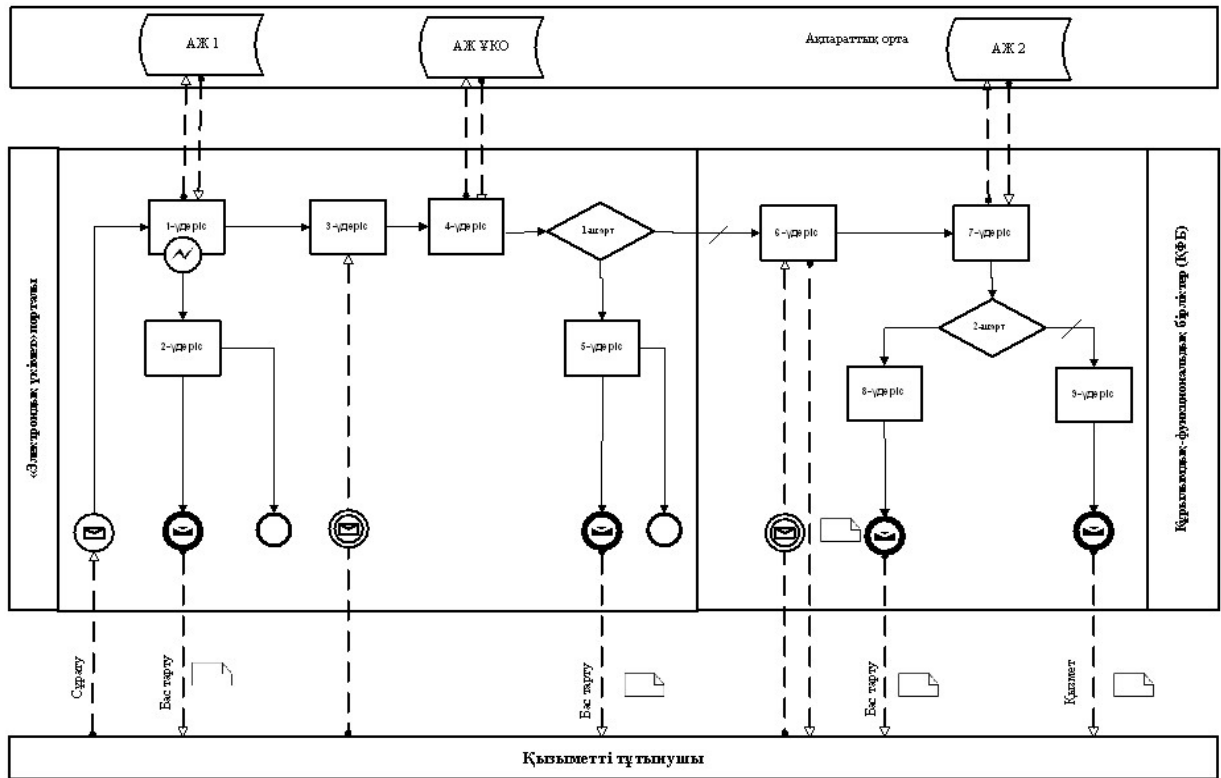 АЖ 1
АЖ ҰКО
Ақпараттық орта
АЖ 2
«Электрондық үкімет» порталы
1-үдеріс
3-үдеріс
4-үдеріс
1-шарт
6-үдеріс
7-үдеріс
2-үдеріс
5-үдеріс
2-шарт
8-үдеріс
9-үдеріс
Құрылымдық-функциональдық бірліктер (ҚФБ)
Сұрату
Бас тарту
Бас тарту
Бас тарту
Қызмет
Қызыметті тұтынушы